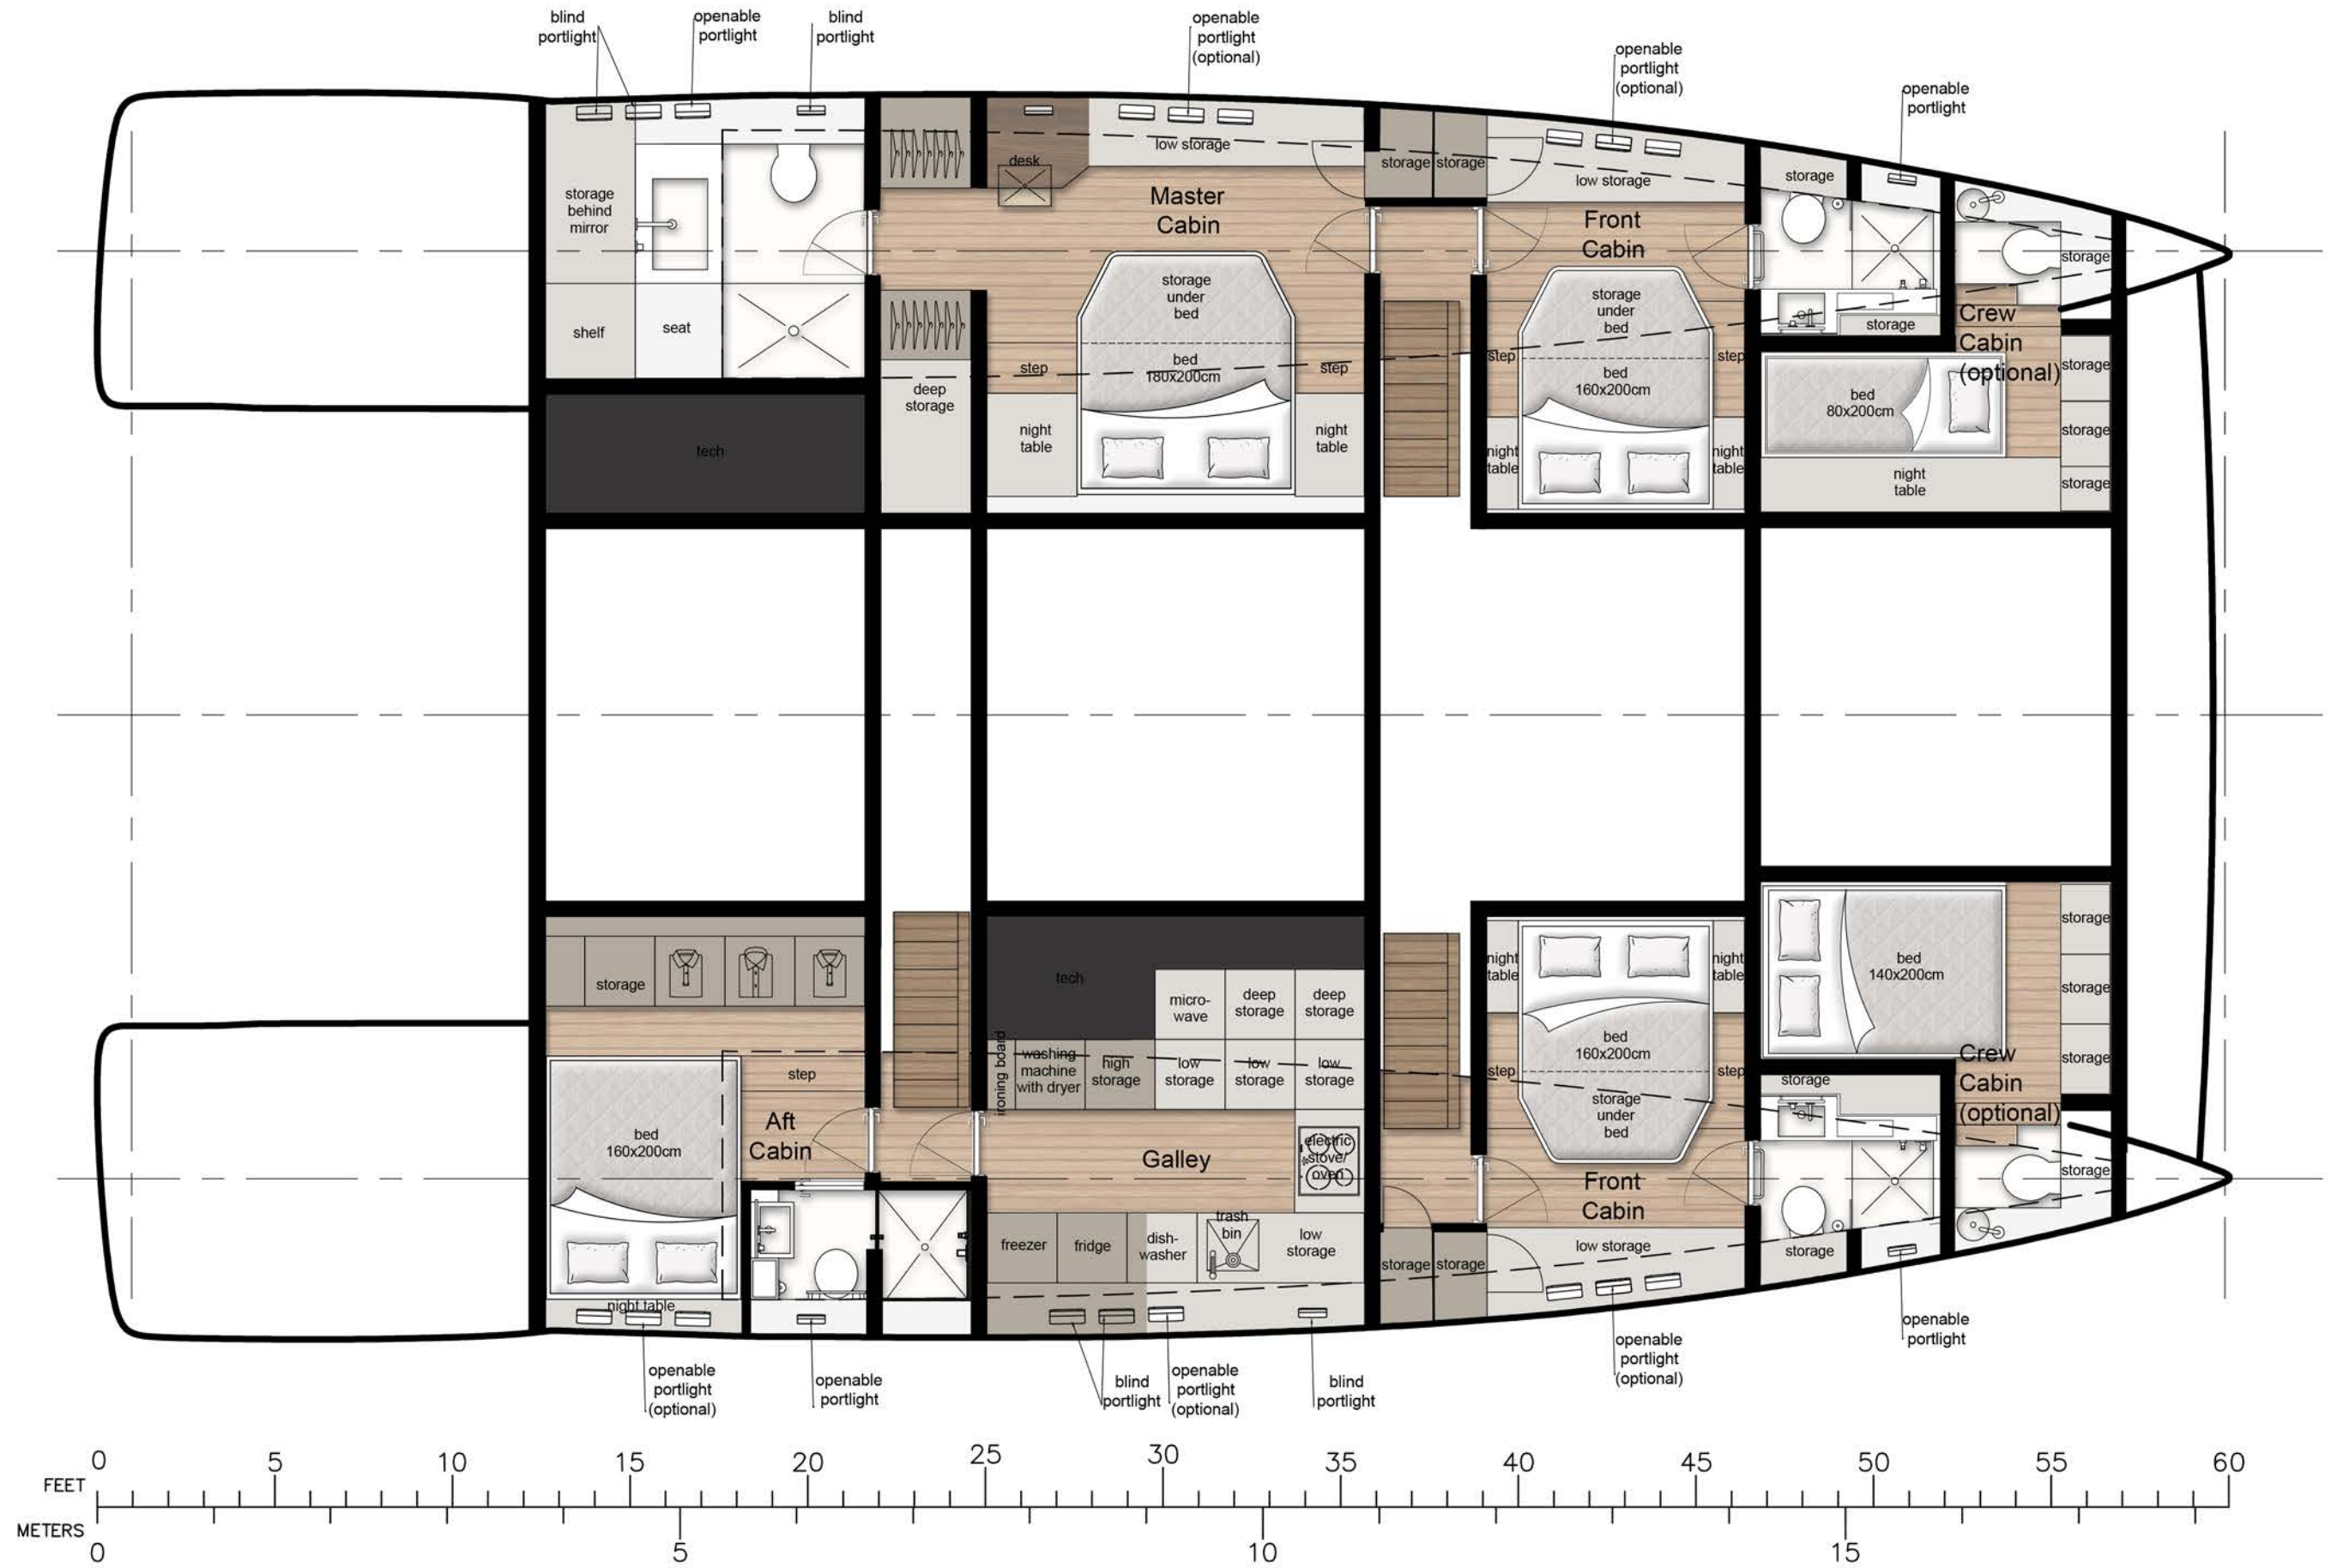 blind
portlight
openable
portlight
blind
portlight
openable
portlight
(optional)
openable
portlight
(optional)
openable
portlight
storage
behind
mirror
shelf
seat
tech
deep
storage
desk
low storage
Master
Cabin
storage
under
bed
bed
180x200cm
step
step
night
table
night
table
storage
storage
low storage
Front
Cabin
storage
under
bed
bed
160x200cm
step
step
night
table
night
table
storage
storage
storage
Crew
Cabin
(optional)
bed
80x200cm
night
table
storage
storage
storage
storage
step
Aft
Cabin
bed
160x200cm
night table
tech
micro-
wave
deep
storage
deep
storage
ironing board
washing
machine
with dryer
high
storage
low
storage
low
storage
low
storage
Galley
electric
stove/
oven
freezer
fridge
dish-
washer
trash
bin
low
storage
night
table
night
table
bed
160x200cm
step
step
storage
under
bed
Front
Cabin
low storage
storage
storage
bed
140x200cm
storage
storage
storage
Crew
Cabin
(optional)
storage
storage
storage
openable
portlight
(optional)
openable
portlight
blind
portlight
openable
portlight
(optional)
blind
portlight
openable
portlight
(optional)
openable
portlight
0 5 10 15 20 25 30 35 40 45 50 55 60
FEET
METERS
0 5 10 15